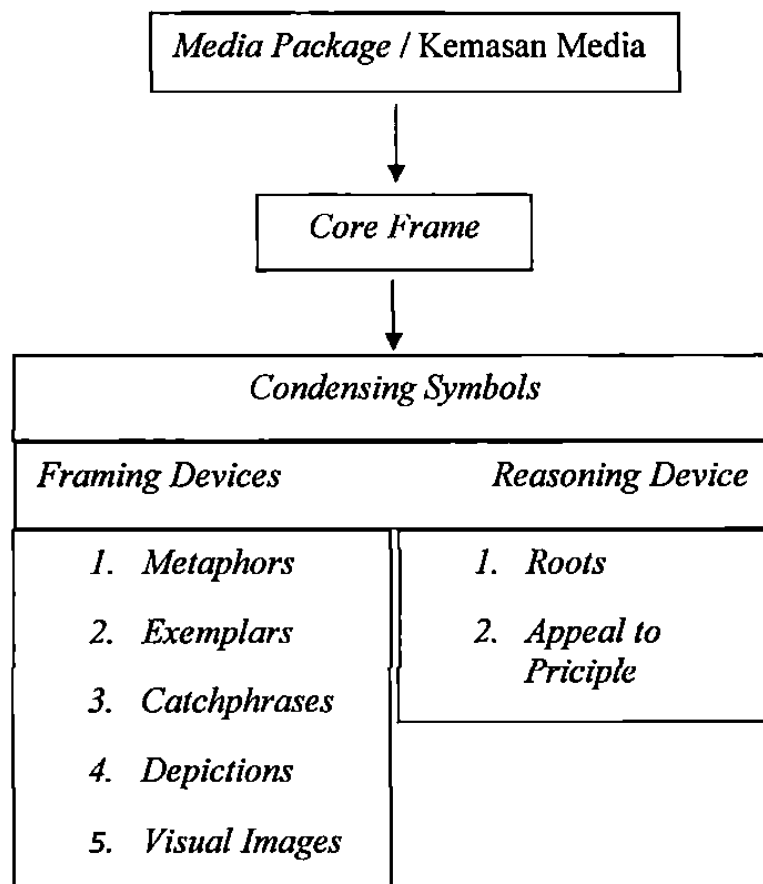 Media Package / Kemasan Media
Core Frame
Condensing Symbols
Framing Devices
Reasoning Device
1. Metaphors
2. Exemplars
3. Catchphrases
4. Depictions
5. Visual Images
1. Roots
2. Appeal to
Priciple